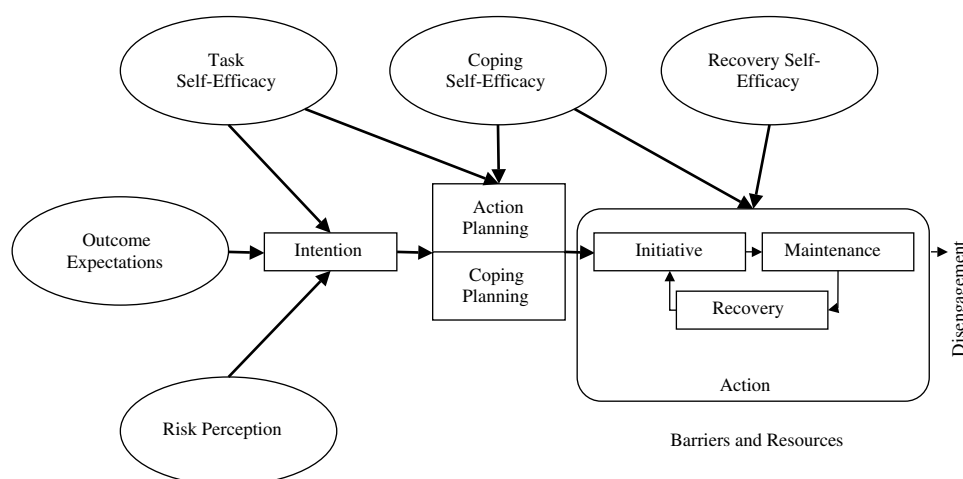 Task
Self-Efficacy
Coping
Self-Efficacy
Recovery Self-
Efficacy
Outcome
Expectations
Intention
Action
Planning
Coping
Planning
Initiative
Maintenance
Recovery
Action
Disengagement
Risk Perception
Barriers and Resources